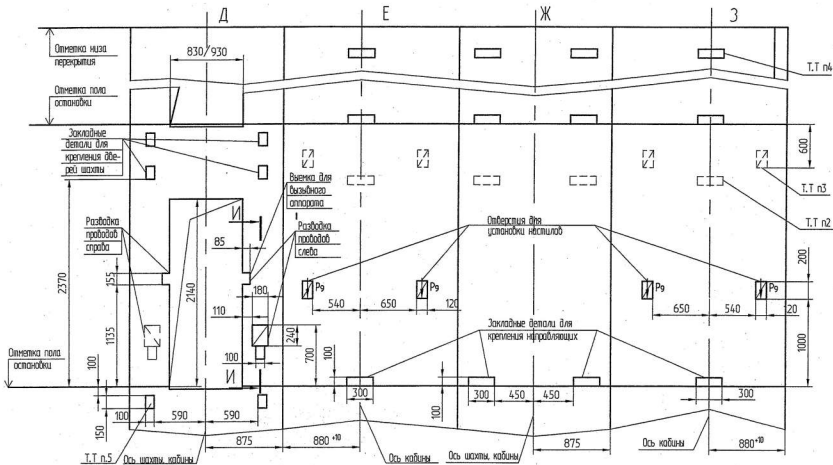 Д
Е
Ж
З
Отметка низа
перекрытия
830/930
Т.Т п4
Отметка пола
остановки
Закладные
детали для
крепления две-
рей шахты
600
Т.Т п3
Выемка для
вызывного
аппарата
И
Т.Т п2
Разводка
проводов
справа
85
Разводка
проводов
слева
Отверстия для
установки настилов
2370
155
2140
180
Р9
Р9
Р9
Р9
200
540
650
120
650
540
120
110
1135
240
700
1000
Закладные детали для
крепления направляющих
Отметка пола
остановки
100
100
И
100
300
300
450
450
300
100
100
590
590
150
875
880 +10
875
880+10
Т.Т п.5
Ось шахты, кабины
Ось кабины
Ось шахты, кабины
Ось кабины